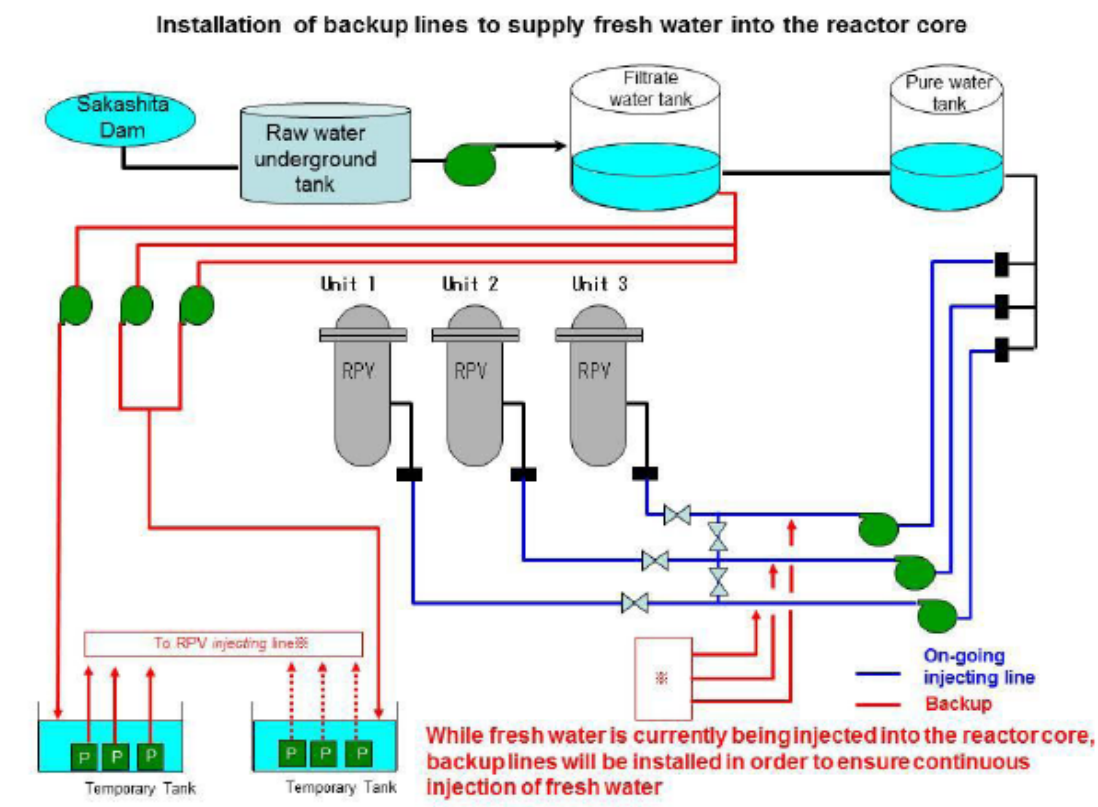 Installation of backup lines to supply fresh water into the reactor core
Sakashita
Dam
Raw water
underground
tank
Filtrate
water tank
Pure water
tank
Unit 1
Unit 2
Unit 3
RPV
RPV
RPV
To RPV injecting line※
※
On-going
injecting line
Backup
P
P
P
P
P
P
Temporary Tank
Temporary Tank
While fresh water is currently being injected into the reactor core,
backup lines will be installed in order to ensure continuous
injection of fresh water